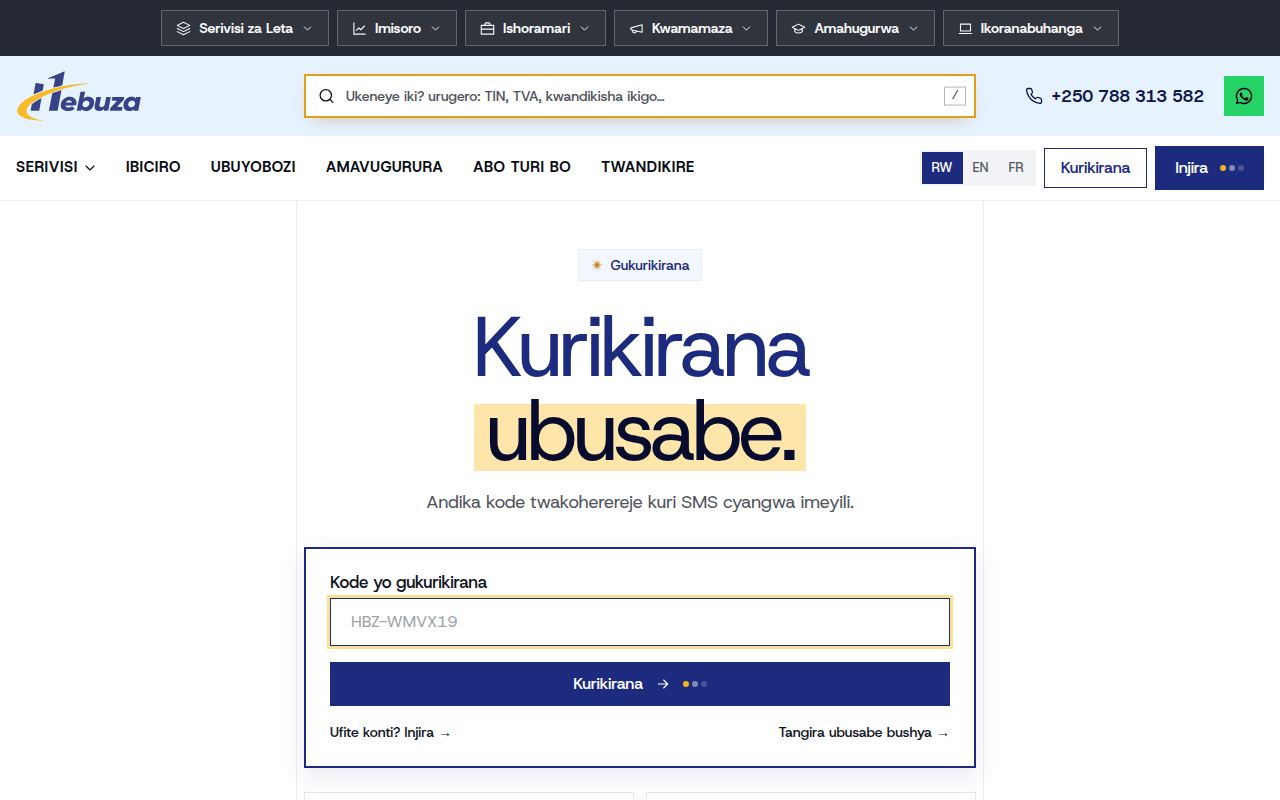 Serivisi za Leta
Imisoro
Ishoramari
Kwamamaza
Amahugurwa
Ikoranabuhanga
Hebuza
Ukeneye iki? urugero: TIN, TVA, kwandikisha ikigo…
/
+250 788 313 582
SERIVISI
IBICIRO
UBUYOBOZI
AMAVUGURURA
ABO TURI BO
TWANDIKIRE
RW
EN
FR
Kurikirana
Injira
Gukurikirana
Kurikirana
ubusabe.
Andika kode twakoherereje kuri SMS cyangwa imeyili.
Kode yo gukurikirana
HBZ-WMVX19
Kurikirana →
Ufite konti? Injira →
Tangira ubusabe bushya →